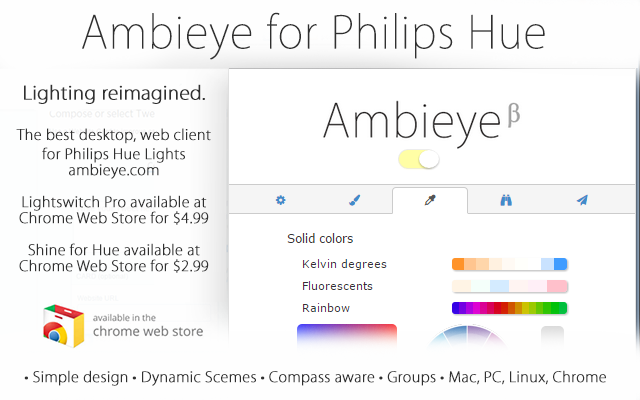 Ambieye for Philips Hue
Lighting reimagined.
The best desktop, web client
for Philips Hue Lights
ambieye.com
Lightswitch Pro available at
Chrome Web Store for $4.99
Shine for Hue available at
Chrome Web Store for $2.99
available in the
chrome web store
Ambieye β
Solid colors
Kelvin degrees
Fluorescents
Rainbow
• Simple design • Dynamic Scemes • Compass aware • Groups • Mac, PC, Linux, Chrome